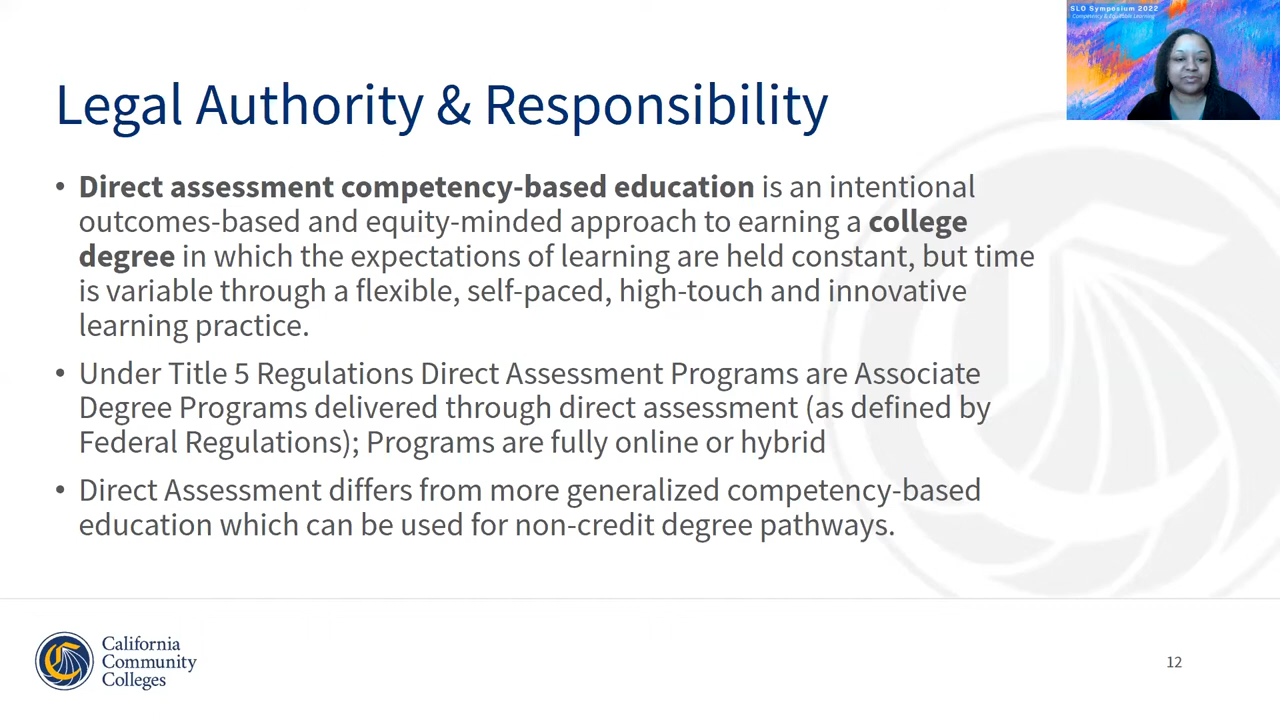 SLO Symposium 2022
Competency & Equitable Learning
Legal Authority & Responsibility
• Direct assessment competency-based education is an intentional
outcomes-based and equity-minded approach to earning a college
degree in which the expectations of learning are held constant, but time
is variable through a flexible, self-paced, high-touch and innovative
learning practice.
• Under Title 5 Regulations Direct Assessment Programs are Associate
Degree Programs delivered through direct assessment (as defined by
Federal Regulations); Programs are fully online or hybrid
• Direct Assessment differs from more generalized competency-based
education which can be used for non-credit degree pathways.
California
Community
Colleges
12